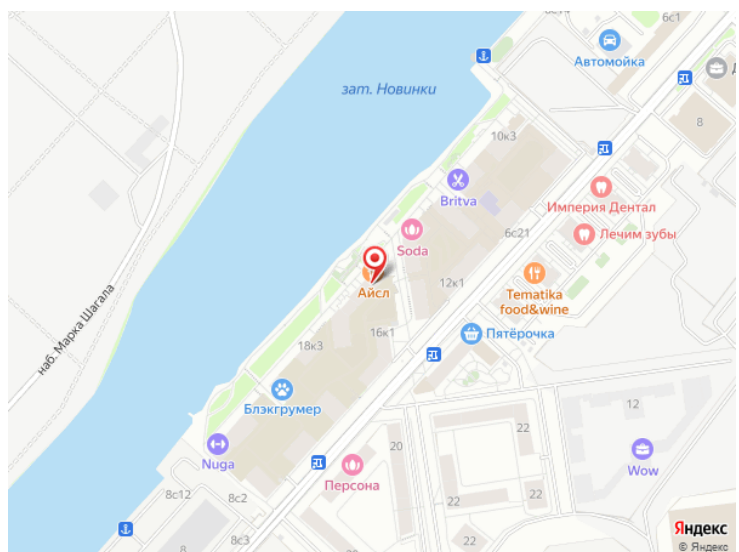 6с1
8с14
Автомойка
Д
8
зат. Новинки
10к3
Britva
Империя Дентал
Soda
6с21
Лечим зубы
Айсл
12к1
Tematika
food&wine
наб. Марка Шагала
16к1
Пятёрочка
18к3
Блэкгрумер
12
22
20
22
Nuga
Wow
Персона
8с12
8с2
22
22
8
8с3
Яндекс
© Яндекс